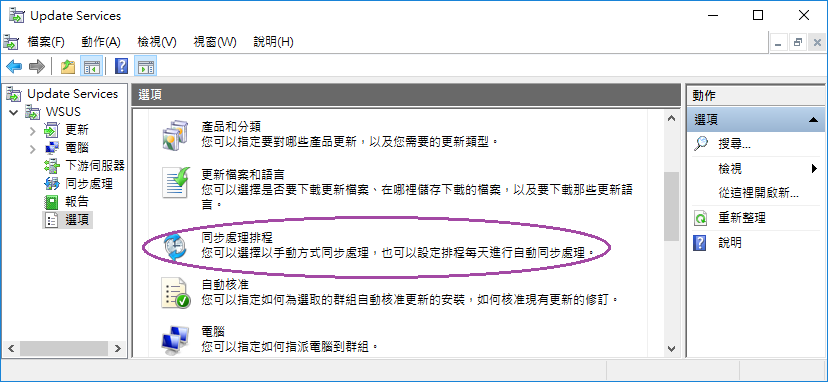 Update Services
檔案(F) 動作(A) 檢視(V) 視窗(W) 說明(H)
Update Services
WSUS
更新
電腦
下游伺服器
同步處理
報告
選項
選項
產品和分類
您可以指定要對哪些產品更新，以及您需要的更新類型。
更新檔案和語言
您可以選擇是否要下載更新檔案、在哪裡儲存下載的檔案，以及要下載那些更新語
言。
同步處理排程
您可以選擇以手動方式同步處理，也可以設定排程每天進行自動同步處理。
自動核准
您可以指定如何為選取的群組自動核准更新的安裝，如何核准現有更新的修訂。
電腦
您可以指定如何指派電腦到群組。
動作
選項
搜尋...
檢視
從這裡開啟新...
重新整理
說明